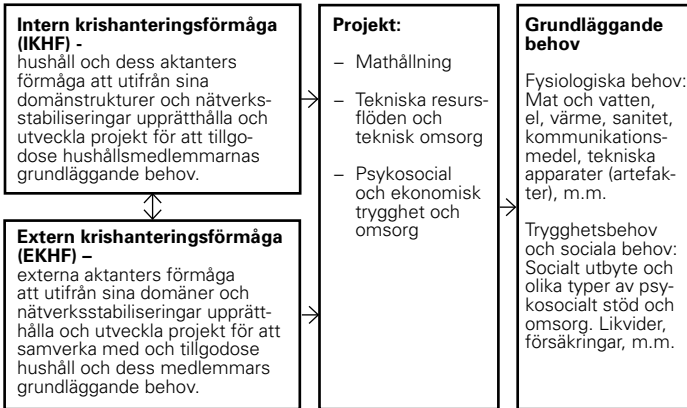 Intern krishanteringsförmåga
(IKHF) -
hushåll och dess aktanters
förmåga att utifrån sina
domänstrukturer och nätverks-
stabiliseringar upprätthålla och
utveckla projekt för att tillgo-
dose hushållsmedlemmarnas
grundläggande behov.
Extern krishanteringsförmåga
(EKHF) –
externa aktanters förmåga
att utifrån sina domäner och
nätverksstabiliseringar upprätt-
hålla och utveckla projekt för att
samverka med och tillgodose
hushåll och dess medlemmars
grundläggande behov.
Projekt:
– Mathållning
– Tekniska resurs-
flöden och
teknisk omsorg
– Psykosocial
och ekonomisk
trygghet och
omsorg
Grundläggande
behov
Fysiologiska behov:
Mat och vatten,
el, värme, sanitet,
kommunikations-
medel, tekniska
apparater (artefak-
ter), m.m.
Trygghetsbehov
och sociala behov:
Socialt utbyte och
olika typer av psy-
kosocialt stöd och
omsorg. Likvider,
försäkringar, m.m.